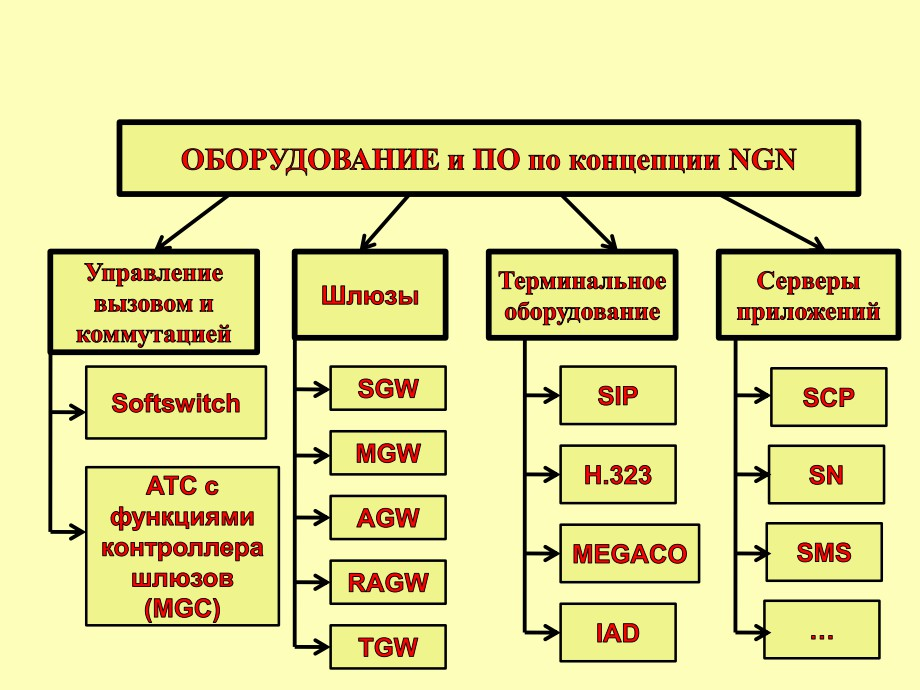 ОБОРУДОВАНИЕ и ПО по концепции NGN
Управление
вызовом и
коммутацией
Softswitch
АТС с
функциями
контроллера
шлюзов
(MGC)
Шлюзы
SGW
MGW
AGW
RAGW
TGW
Терминальное
оборудование
SIP
H.323
MEGACO
IAD
Серверы
приложений
SCP
SN
SMS
...